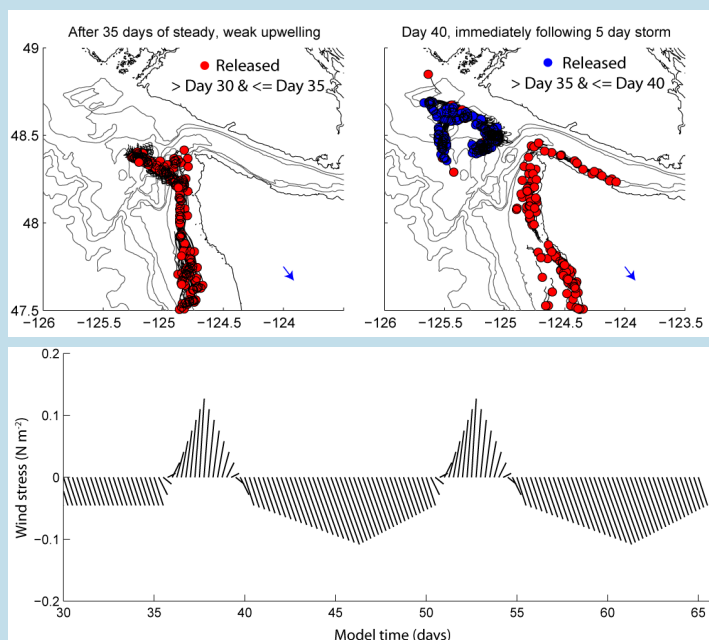 After 35 days of steady, weak upwelling
Day 40, immediately following 5 day storm
49
48.5
48
47.5
Released
> Day 30 & <= Day 35
Released
> Day 35 & <= Day 40
−126 −125.5 −125 −124.5 −124
−126 −125.5 −125 −124.5 −124 −123.5
Wind stress (N m⁻²)
0.2
0.1
0
−0.1
−0.2
30 35 40 45 50 55 60 65
Model time (days)